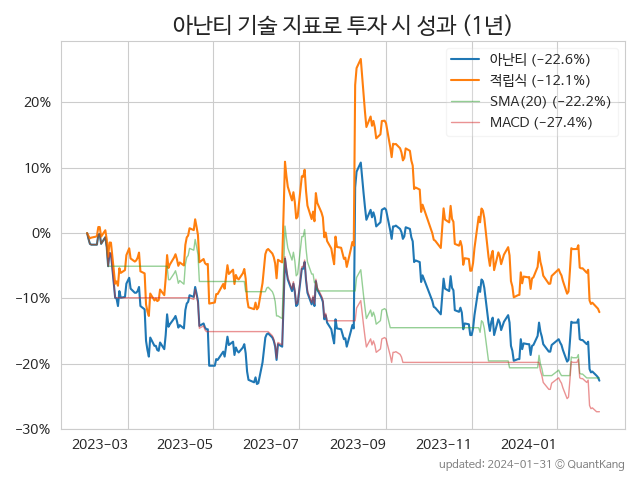 아난티 기술 지표로 투자 시 성과 (1년)
아난티 (−22.6%)
적립식 (−12.1%)
SMA(20) (−22.2%)
MACD (−27.4%)
20%
10%
0%
−10%
−20%
−30%
2023-03 2023-05 2023-07 2023-09 2023-11 2024-01
updated: 2024-01-31 © QuantKang